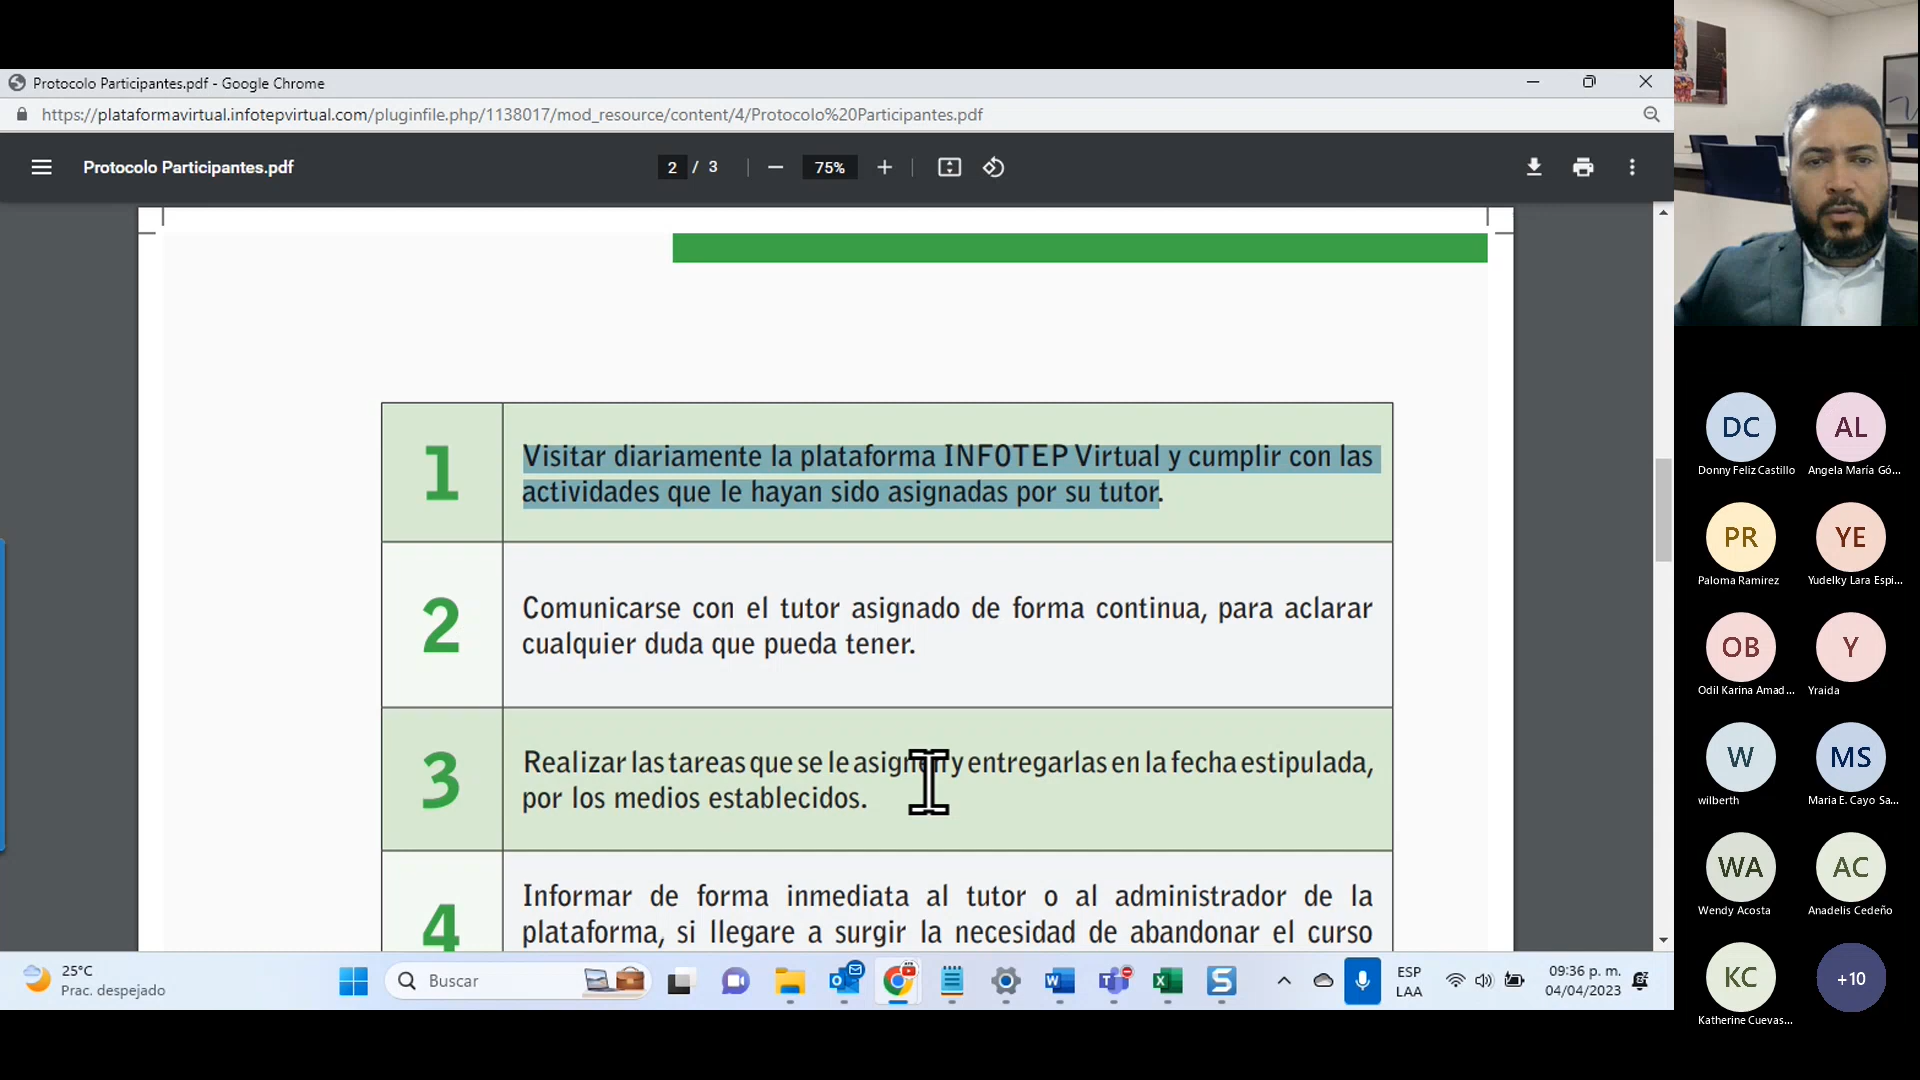 Protocolo Participantes.pdf - Google Chrome
https://plataformavirtual.infotepvirtual.com/pluginfile.php/1138017/mod_resource/content/4/Protocolo%20Participantes.pdf
Protocolo Participantes.pdf
2 / 3
75%
1
Visitar diariamente la plataforma INFOTEP Virtual y cumplir con las
actividades que le hayan sido asignadas por su tutor.
2
Comunicarse con el tutor asignado de forma continua, para aclarar
cualquier duda que pueda tener.
3
Realizar las tareas que se le asignen y entregarlas en la fecha estipulada,
por los medios establecidos.
4
Informar de forma inmediata al tutor o al administrador de la
plataforma, si llegare a surgir la necesidad de abandonar el curso
25°C
Prac. despejado
Buscar
ESP
LAA
09:36 p. m.
04/04/2023
DC
Donny Feliz Castillo
AL
Angela María Gó...
PR
Paloma Ramirez
YE
Yudelky Lara Espi...
OB
Odil Karina Amad...
Y
Yraida
W
wilberth
MS
Maria E. Cayo Sa...
WA
Wendy Acosta
AC
Anadelis Cedeño
KC
Katherine Cuevas...
+10